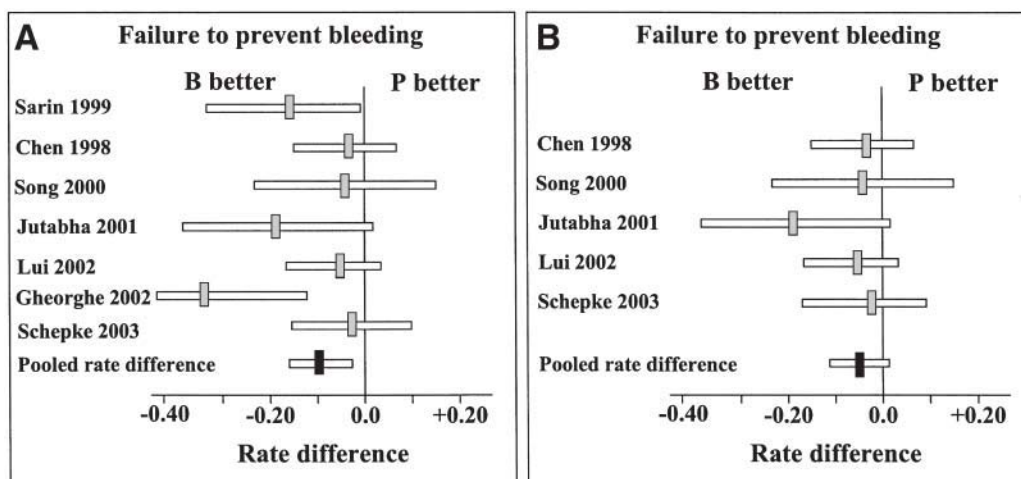 A
Failure to prevent bleeding
B better
P better
Sarin 1999
Chen 1998
Song 2000
Jutabha 2001
Lui 2002
Gheorghe 2002
Schepke 2003
Pooled rate difference
-0.40
-0.20
0.0
+0.20
Rate difference
B
Failure to prevent bleeding
B better
P better
Chen 1998
Song 2000
Jutabha 2001
Lui 2002
Schepke 2003
Pooled rate difference
-0.40
-0.20
0.0
+0.20
Rate difference